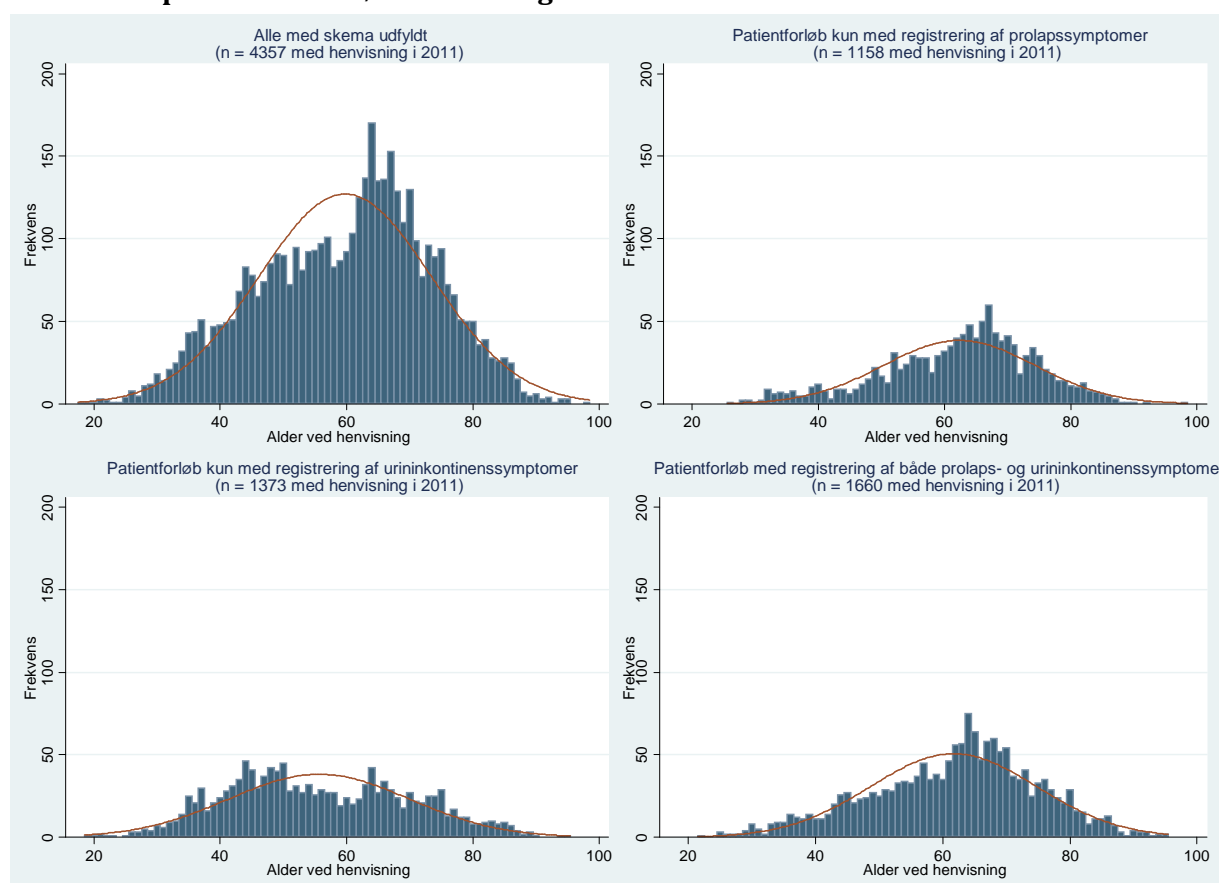 Alle med skema udfyldt
(n = 4357 med henvisning i 2011)
200
150
100
50
0
Frekvens
20 40 60 80 100
Alder ved henvisning
Patientforløb kun med registrering af prolapssymptomer
(n = 1158 med henvisning i 2011)
200
150
100
50
0
Frekvens
20 40 60 80 100
Alder ved henvisning
Patientforløb kun med registrering af urininkontinenssymptomer
(n = 1373 med henvisning i 2011)
200
150
100
50
0
Frekvens
20 40 60 80 100
Alder ved henvisning
Patientforløb med registrering af både prolaps- og urininkontinenssymptome
(n = 1660 med henvisning i 2011)
200
150
100
50
0
Frekvens
20 40 60 80 100
Alder ved henvisning